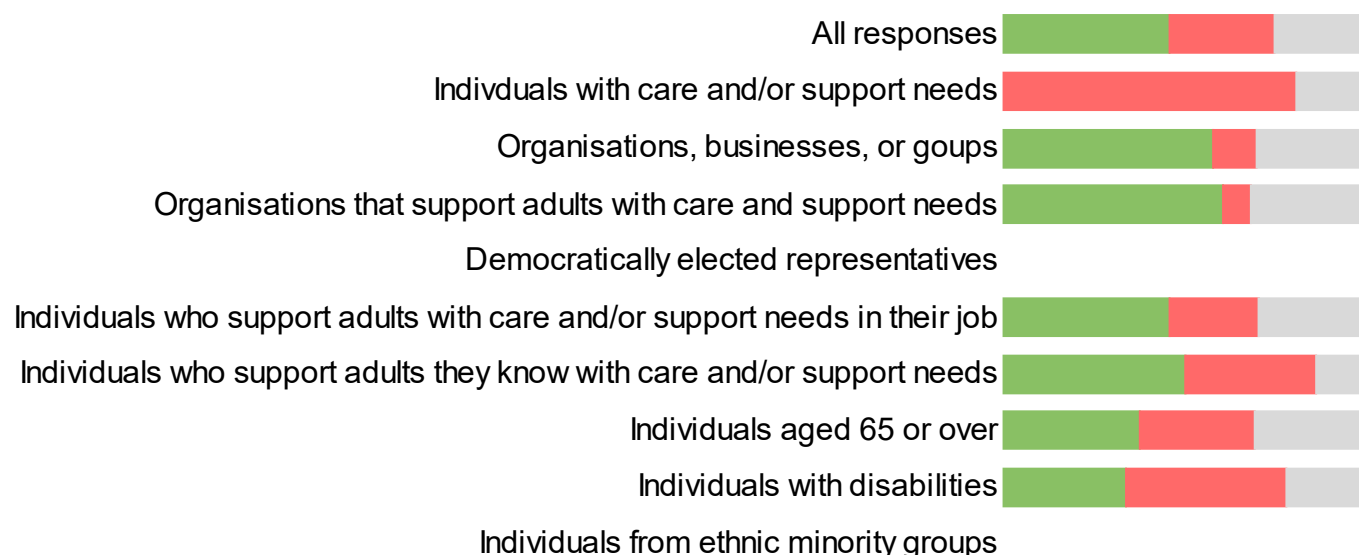 All responses
Indivduals with care and/or support needs
Organisations, businesses, or goups
Organisations that support adults with care and support needs
Democratically elected representatives
Individuals who support adults with care and/or support needs in their job
Individuals who support adults they know with care and/or support needs
Individuals aged 65 or over
Individuals with disabilities
Individuals from ethnic minority groups